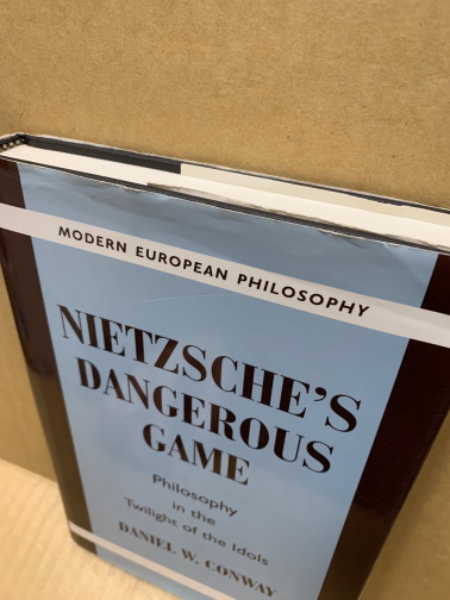 MODERN EUROPEAN PHILOSOPHY
NIETZSCHE'S
DANGEROUS
GAME
Philosophy
in the
Twilight of the Idols
DANIEL W. CONWAY